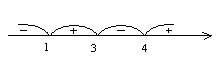 − + − +
1 3 4